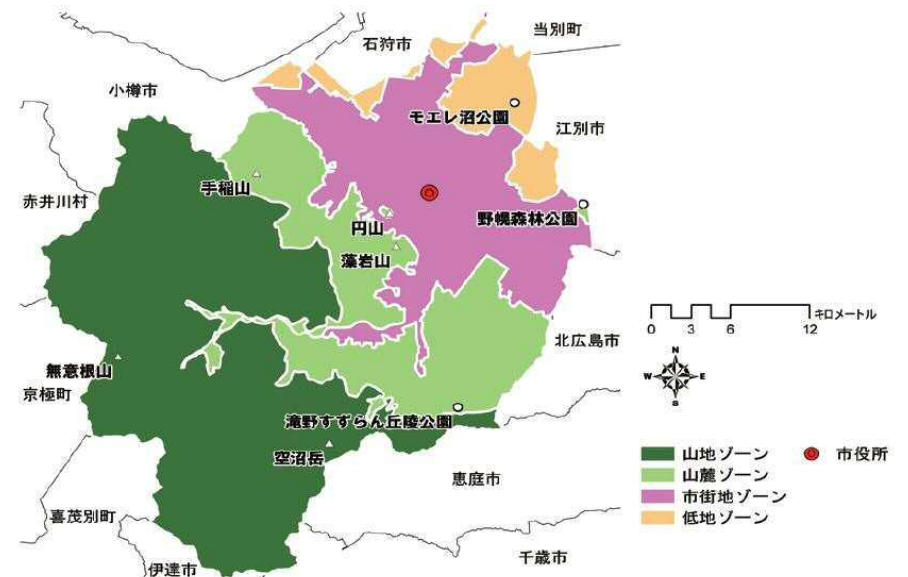 当別町
石狩市
小樽市
モエレ沼公園
江別市
手稲山
赤井川村
野幌森林公園
円山
藻岩山
キロメートル
0 3 6 12
北広島市
N
W E
S
無意根山
京極町
滝野すずらん丘陵公園
空沼岳
山地ゾーン 市役所
山麓ゾーン
恵庭市
市街地ゾーン
低地ゾーン
喜茂別町
千歳市
伊達市